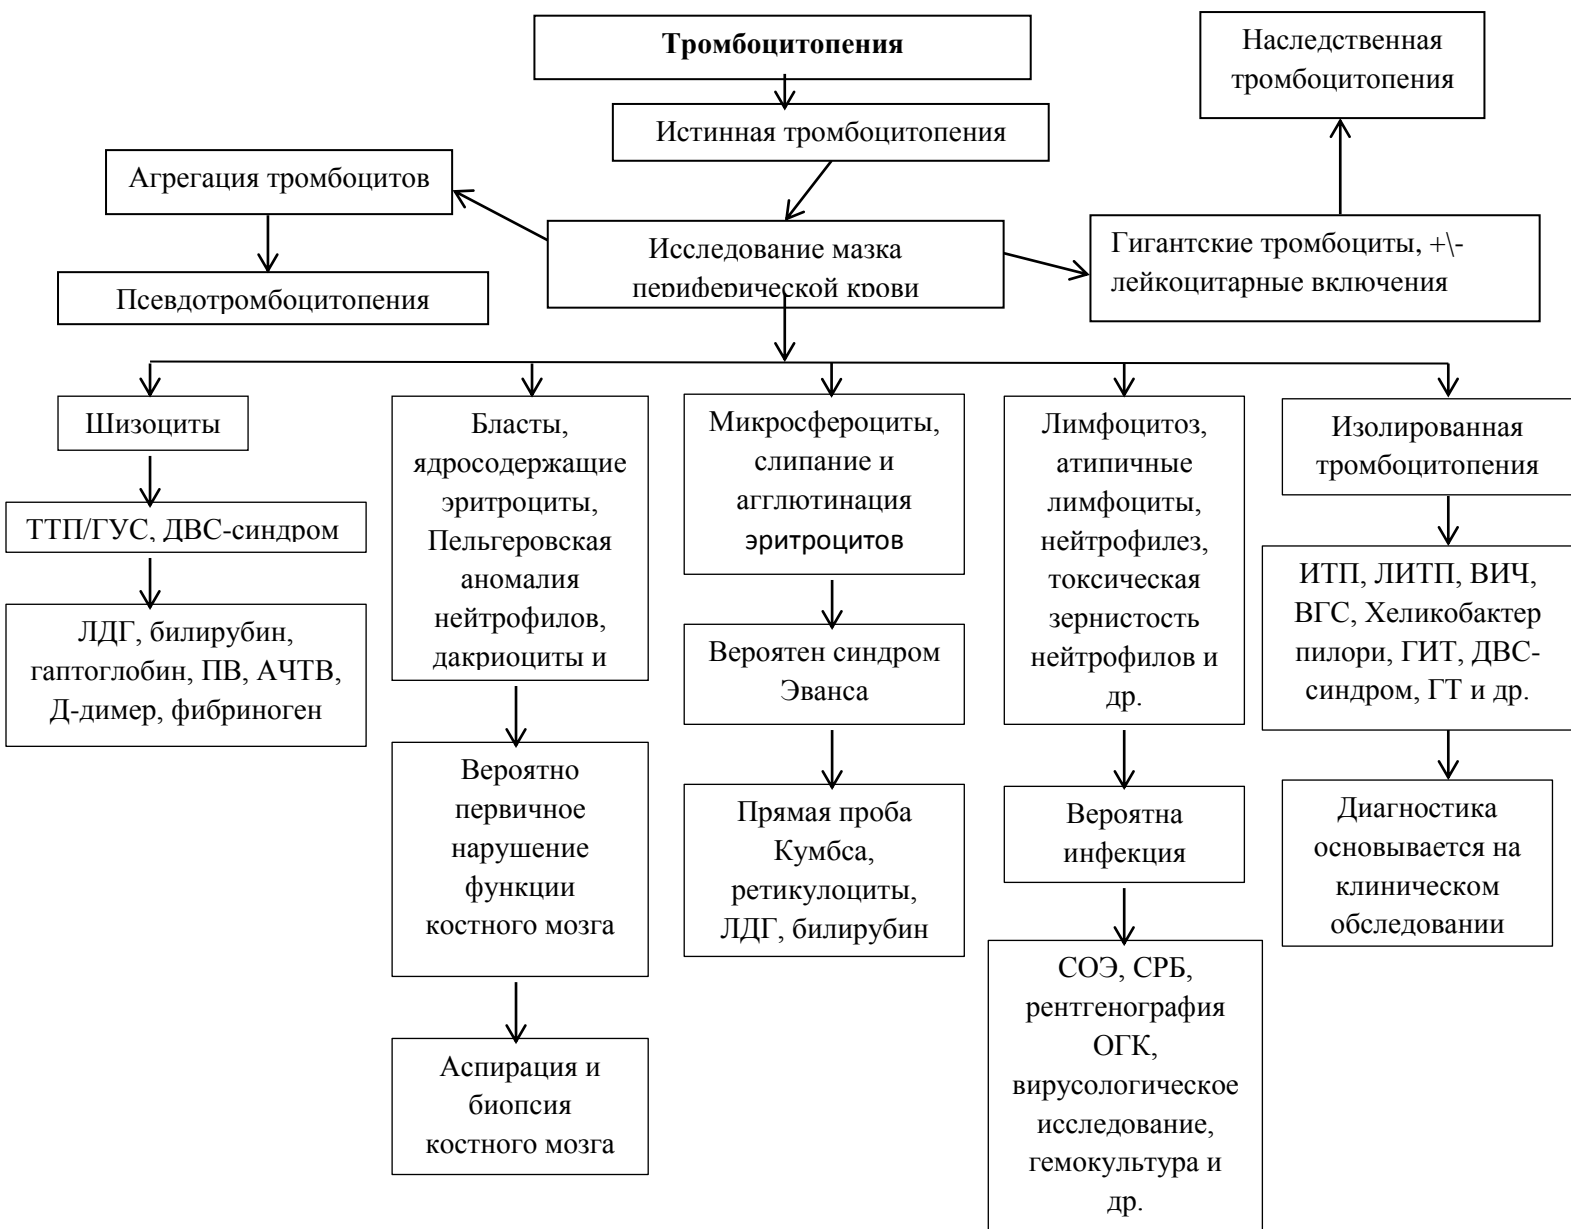 Тромбоцитопения
Наследственная
тромбоцитопения
Истинная тромбоцитопения
Агрегация тромбоцитов
Исследование мазка
периферической крови
Гигантские тромбоциты, +\-
лейкоцитарные включения
Псевдотромбоцитопения
Шизоциты
ТТП/ГУС, ДВС-синдром
ЛДГ, билирубин,
гаптоглобин, ПВ, АЧТВ,
Д-димер, фибриноген
Бласты,
ядросодержащие
эритроциты,
Пельгеровская
аномалия
нейтрофилов,
дакриоциты и
Вероятно
первичное
нарушение
функции
костного мозга
Аспирация и
биопсия
костного мозга
Микросфероциты,
слипание и
агглютинация
эритроцитов
Вероятен синдром
Эванса
Прямая проба
Кумбса,
ретикулоциты,
ЛДГ, билирубин
Лимфоцитоз,
атипичные
лимфоциты,
нейтрофилез,
токсическая
зернистость
нейтрофилов и
др.
Вероятна
инфекция
СОЭ, СРБ,
рентгенография
ОГК,
вирусологическое
исследование,
гемокультура и
др.
Изолированная
тромбоцитопения
ИТП, ЛИТП, ВИЧ,
ВГС, Хеликобактер
пилори, ГИТ, ДВС-
синдром, ГТ и др.
Диагностика
основывается на
клиническом
обследовании